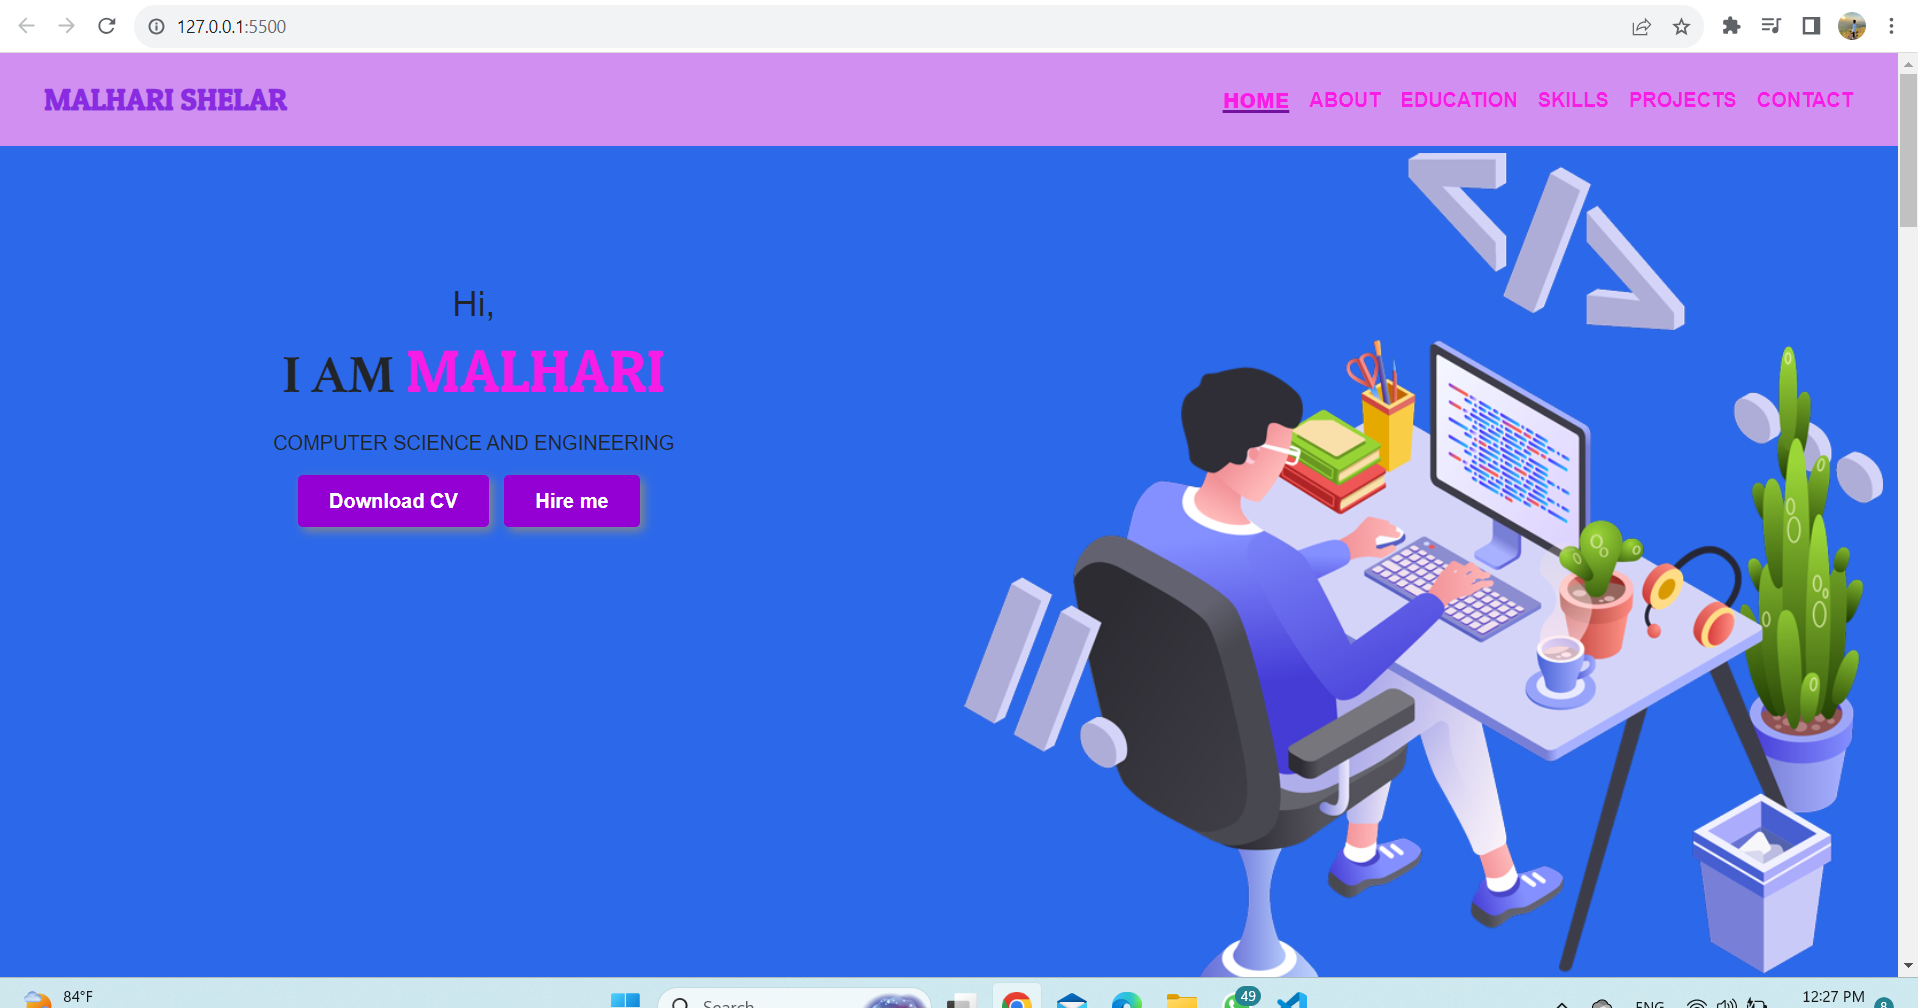 127.0.0.1:5500
MALHARI SHELAR
HOME ABOUT EDUCATION SKILLS PROJECTS CONTACT
Hi,
I AM MALHARI
COMPUTER SCIENCE AND ENGINEERING
Download CV Hire me
84°F
Search
49
ENG
12:27 PM
8